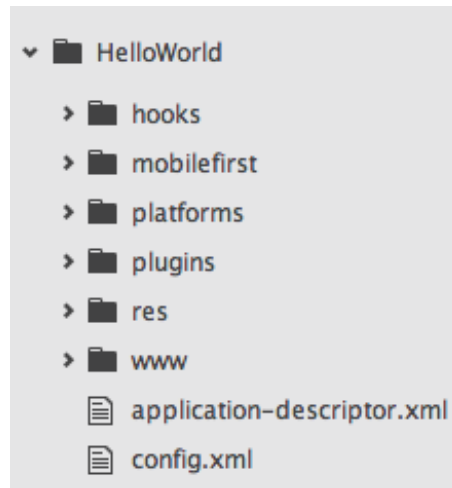 HelloWorld
hooks
mobilefirst
platforms
plugins
res
www
application-descriptor.xml
config.xml